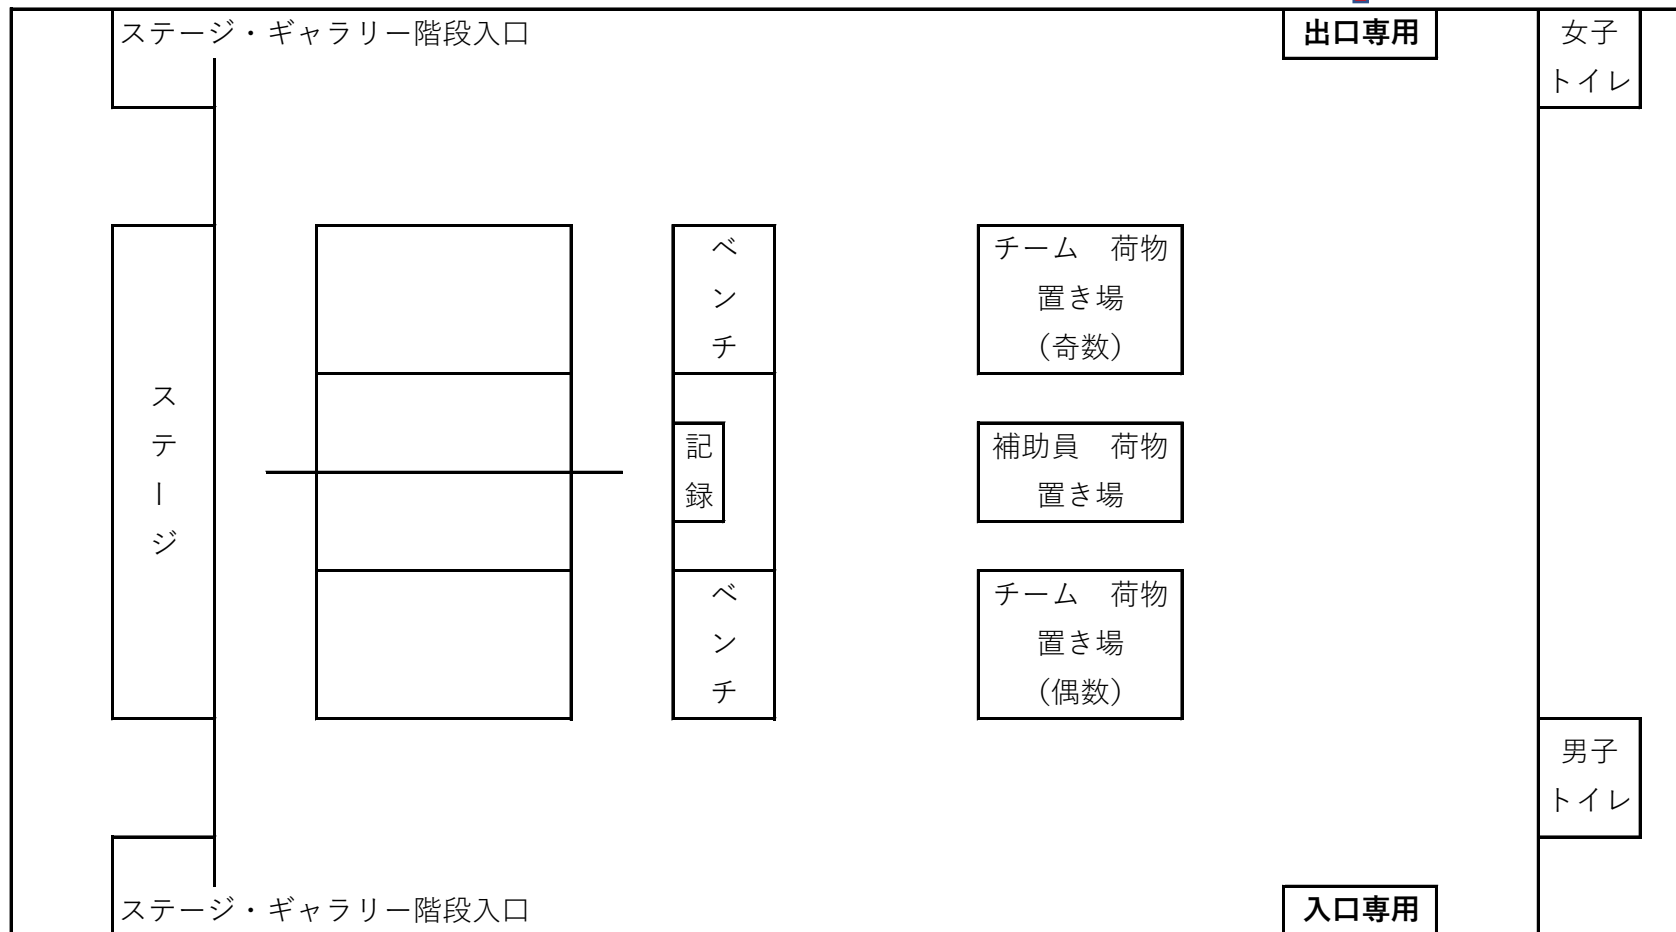 ステージ・ギャラリー階段入口
出口専用
女子
トイレ
ベンチ
チーム　荷物
置き場
（奇数）
ステージ
記録
補助員　荷物
置き場
ベンチ
チーム　荷物
置き場
（偶数）
男子
トイレ
ステージ・ギャラリー階段入口
入口専用